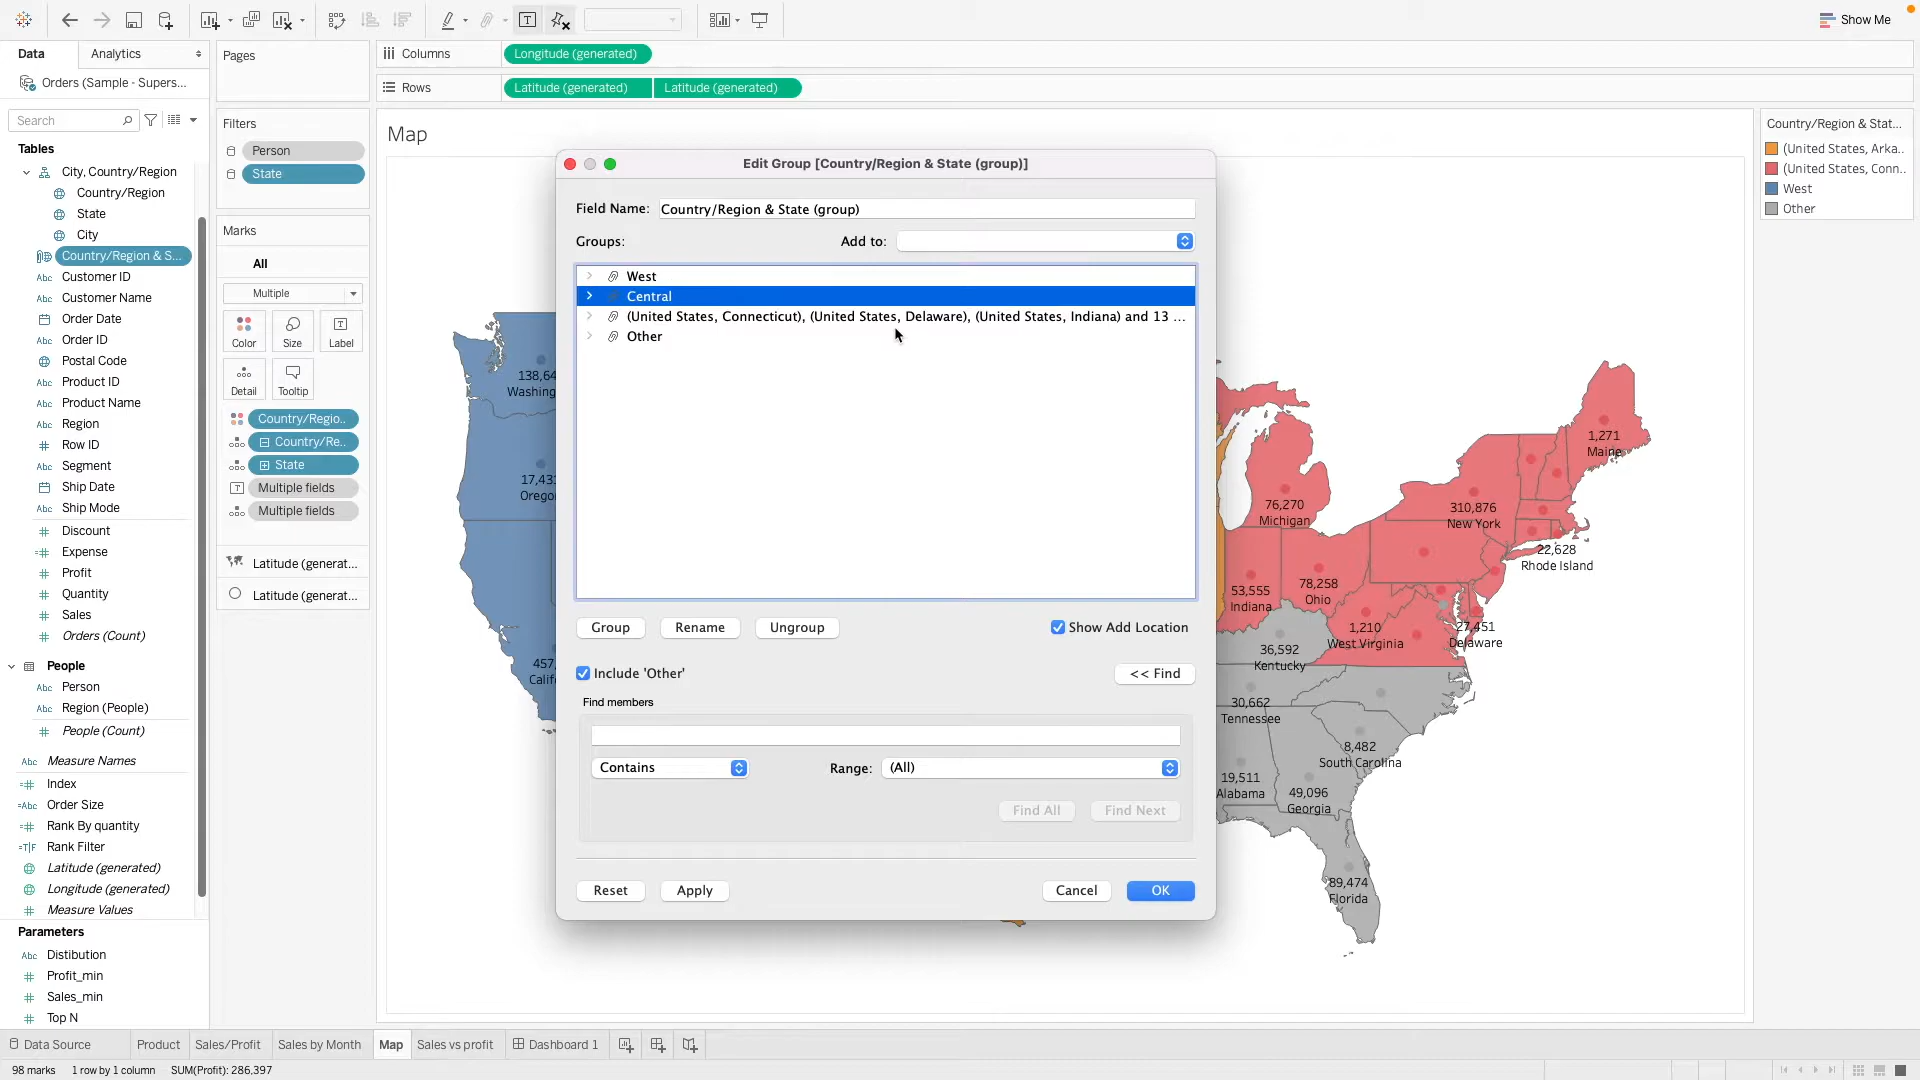 Show Me
Data
Analytics
Pages
Columns
Longitude (generated)
Orders (Sample - Supers...
Rows
Latitude (generated)
Latitude (generated)
Search
Filters
Person
State
Map
Tables
City, Country/Region
Country/Region
State
City
Country/Region & S...
Customer ID
Customer Name
Order Date
Order ID
Postal Code
Product ID
Product Name
Region
Row ID
Segment
Ship Date
Ship Mode
Discount
Expense
Profit
Quantity
Sales
Orders (Count)
People
Person
Region (People)
People (Count)
Measure Names
Index
Order Size
Rank By quantity
Rank Filter
Latitude (generated)
Longitude (generated)
Measure Values
Parameters
Distibution
Profit_min
Sales_min
Top N
Marks
All
Multiple
Color
Size
Label
Detail
Tooltip
Country/Regio..
Country/Re..
State
Multiple fields
Multiple fields
Latitude (generat...
Latitude (generat...
Edit Group [Country/Region & State (group)]
Field Name:
Country/Region & State (group)
Groups:
Add to:
West
Central
(United States, Connecticut), (United States, Delaware), (United States, Indiana) and 13 ...
Other
Group
Rename
Ungroup
Show Add Location
Include 'Other'
<< Find
Find members
Contains
Range:
(All)
Find All
Find Next
Reset
Apply
Cancel
OK
138,64
Washing
17,431
Orego
457,
Calif
1,271
Maine
76,270
Michigan
310,876
New York
22,628
Rhode Island
53,555
Indiana
78,258
Ohio
1,210
West Virginia
27,451
Delaware
36,592
Kentucky
30,662
Tennessee
8,482
South Carolina
19,511
Alabama
49,096
Georgia
89,474
Florida
Country/Region & Stat...
(United States, Arka..
(United States, Conn..
West
Other
Data Source
Product
Sales/Profit
Sales by Month
Map
Sales vs profit
Dashboard 1
98 marks
1 row by 1 column
SUM(Profit): 286,397